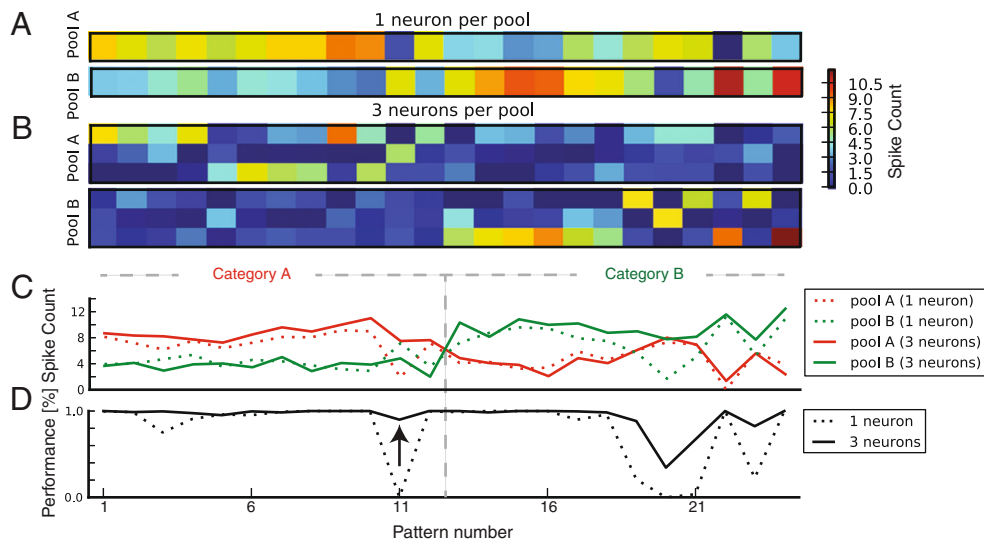 A
1 neuron per pool
Pool A
Pool B
B
3 neurons per pool
Pool A
Pool B
10.5
9.0
7.5
6.0
4.5
3.5
1.5
0.0
Spike Count
Category A
Category B
C
Spike Count
12
8
4
0
pool A (1 neuron)
pool B (1 neuron)
pool A (3 neurons)
pool B (3 neurons)
D
Performance [%]
1.0
0.0
1 neuron
3 neurons
1
6
11
16
21
Pattern number